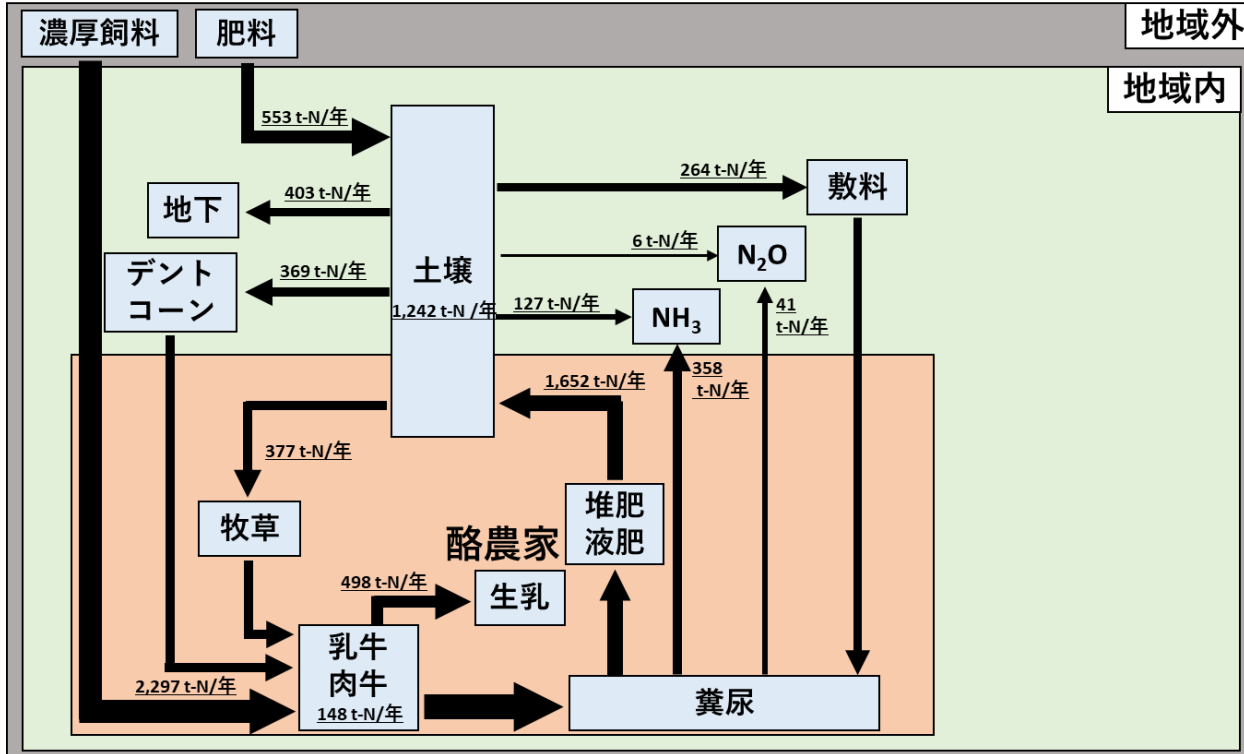 濃厚飼料
肥料
地域外
地域内
553 t-N/年
264 t-N/年
敷料
403 t-N/年
地下
6 t-N/年
N₂O
土壌
1,242 t-N /年
デント
コーン
369 t-N/年
127 t-N/年
NH₃
41
t-N/年
358
t-N/年
1,652 t-N/年
377 t-N/年
牧草
堆肥
液肥
酪農家
498 t-N/年
生乳
乳牛
肉牛
148 t-N/年
2,297 t-N/年
糞尿